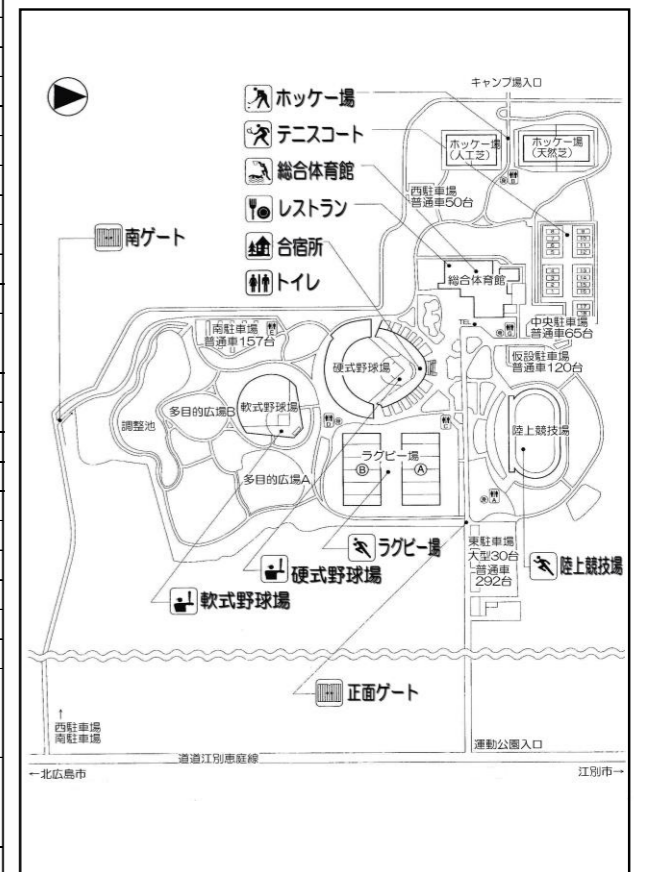 キャンプ場入口
ホッケー場
テニスコート
総合体育館
レストラン
合宿所
トイレ
ホッケー場
(人工芝)
ホッケー場
(天然芝)
西駐車場
普通車50台
南ゲート
総合体育館
TEL
中央駐車場
普通車65台
仮設駐車場
普通車120台
南駐車場
普通車157台
硬式野球場
軟式野球場
多目的広場B
調整池
多目的広場A
ラグビー場
B
A
陸上競技場
東駐車場
大型30台
普通車
292台
ラグビー場
硬式野球場
軟式野球場
陸上競技場
正面ゲート
↑
西駐車場
南駐車場
運動公園入口
道道江別恵庭線
←北広島市
江別市→